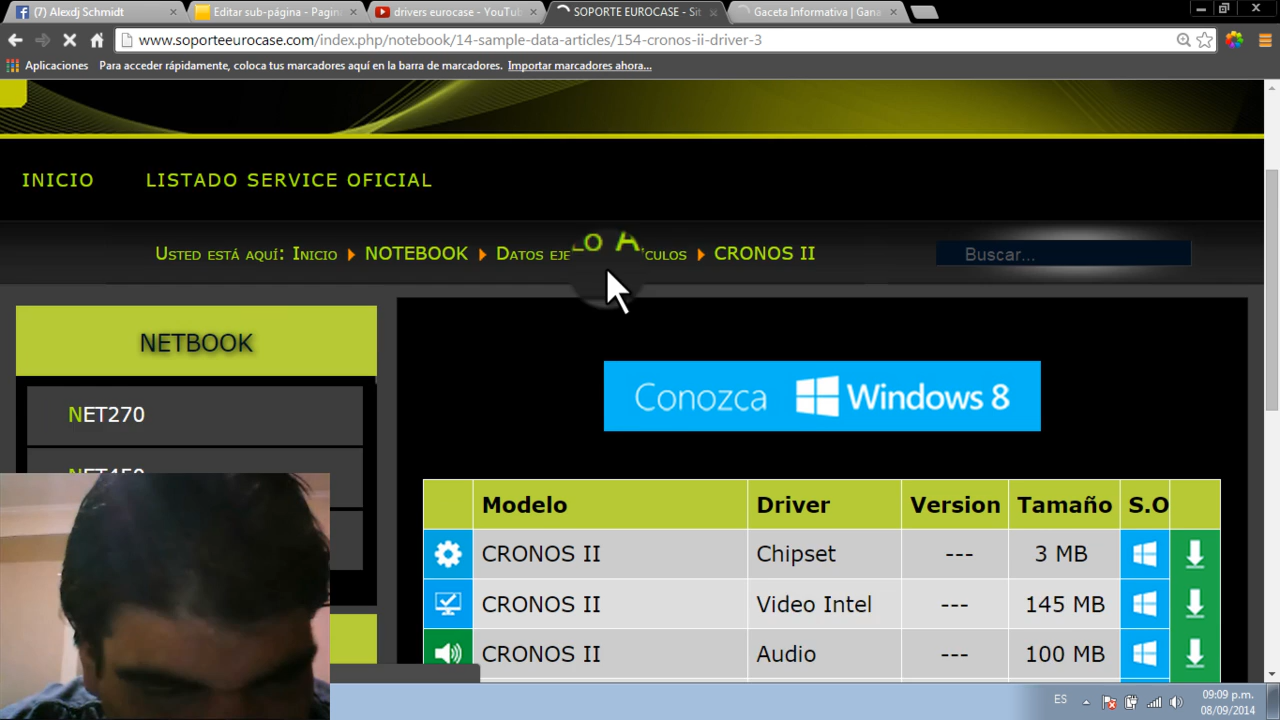 (7) Alexdj Schmidt
Editar sub-página - Pagin
drivers eurocase - YouTu
SOPORTE EUROCASE - Sit
Gaceta Informativa | Gana
www.soporteeurocase.com/index.php/notebook/14-sample-data-articles/154-cronos-ii-driver-3
Aplicaciones Para acceder rápidamente, coloca tus marcadores aquí en la barra de marcadores. Importar marcadores ahora...
INICIO LISTADO SERVICE OFICIAL
Usted está aquí: Inicio NOTEBOOK Datos CRONOS II Buscar...
NETBOOK
NET270
Conozca Windows 8
Modelo Driver Version Tamaño S.O
CRONOS II Chipset --- 3 MB
CRONOS II Video Intel --- 145 MB
CRONOS II Audio --- 100 MB
ES 09:09 p.m.
08/09/2014